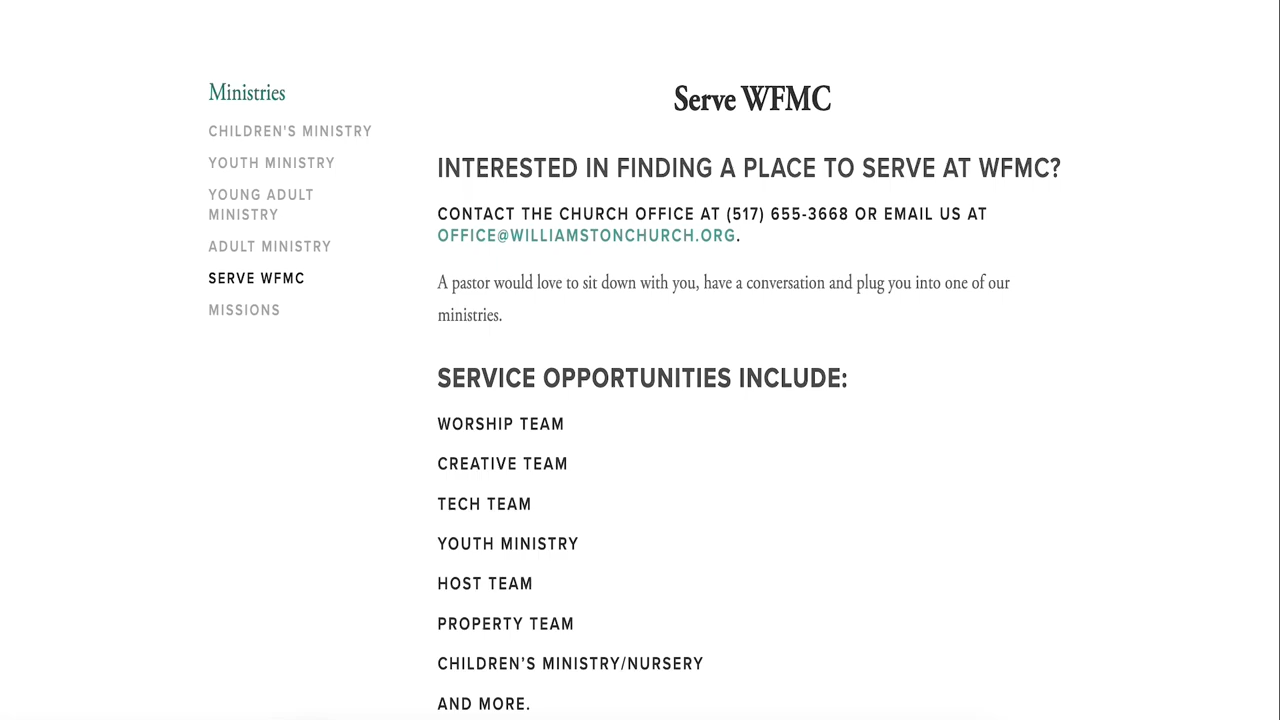 Ministries
CHILDREN'S MINISTRY
YOUTH MINISTRY
YOUNG ADULT
MINISTRY
ADULT MINISTRY
SERVE WFMC
MISSIONS
Serve WFMC
INTERESTED IN FINDING A PLACE TO SERVE AT WFMC?
CONTACT THE CHURCH OFFICE AT (517) 655-3668 OR EMAIL US AT
OFFICE@WILLIAMSTONCHURCH.ORG.
A pastor would love to sit down with you, have a conversation and plug you into one of our
ministries.
SERVICE OPPORTUNITIES INCLUDE:
WORSHIP TEAM
CREATIVE TEAM
TECH TEAM
YOUTH MINISTRY
HOST TEAM
PROPERTY TEAM
CHILDREN’S MINISTRY/NURSERY
AND MORE.